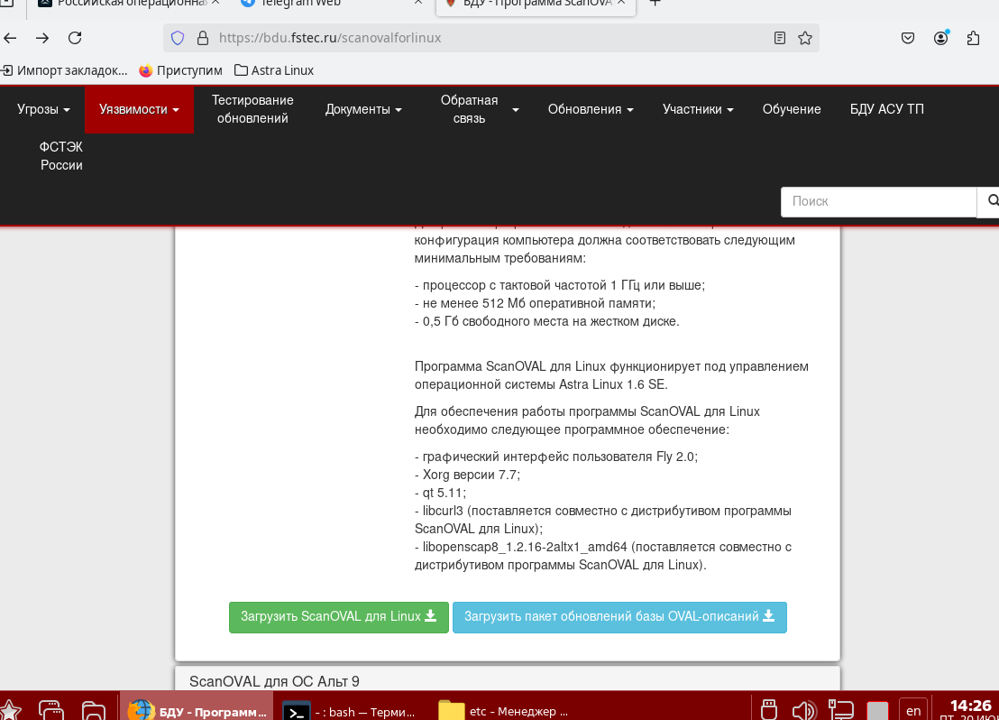 Российская операционна
Telegram Web
БДУ - Программа ScanOVA
https://bdu.fstec.ru/scanovalforlinux
Импорт закладок...
Приступим
Astra Linux
Угрозы
Уязвимости
Тестирование обновлений
Документы
Обратная связь
Обновления
Участники
Обучение
БДУ АСУ ТП
ФСТЭК
России
Поиск
конфигурация компьютера должна соответствовать следующим
минимальным требованиям:
- процессор с тактовой частотой 1 ГГц или выше;
- не менее 512 Мб оперативной памяти;
- 0,5 Гб свободного места на жестком диске.
Программа ScanOVAL для Linux функционирует под управлением
операционной системы Astra Linux 1.6 SE.
Для обеспечения работы программы ScanOVAL для Linux
необходимо следующее программное обеспечение:
- графический интерфейс пользователя Fly 2.0;
- Xorg версии 7.7;
- qt 5.11;
- libcurl3 (поставляется совместно с дистрибутивом программы
ScanOVAL для Linux);
- libopenscap8_1.2.16-2altx1_amd64 (поставляется совместно с
дистрибутивом программы ScanOVAL для Linux).
Загрузить ScanOVAL для Linux
Загрузить пакет обновлений базы OVAL-описаний
ScanOVAL для ОС Альт 9
БДУ - Программ...
- : bash — Терми...
etc - Менеджер ...
en
14:26
ПТ, 20 ИЮН